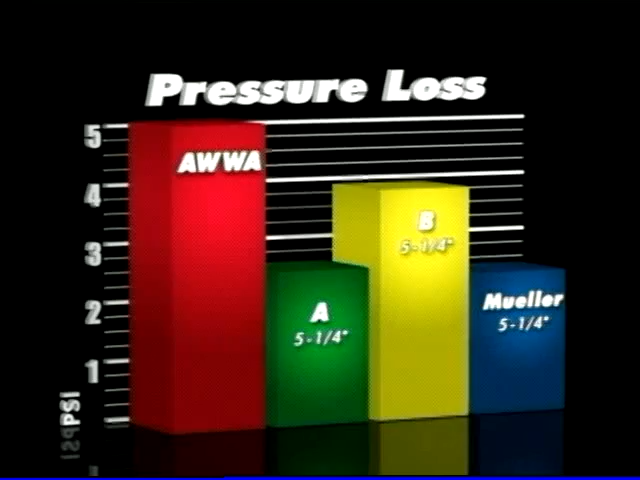 Pressure Loss
5
4
3
2
1
PSI
AWWA
A
5-1/4"
B
5-1/4"
Mueller
5-1/4"